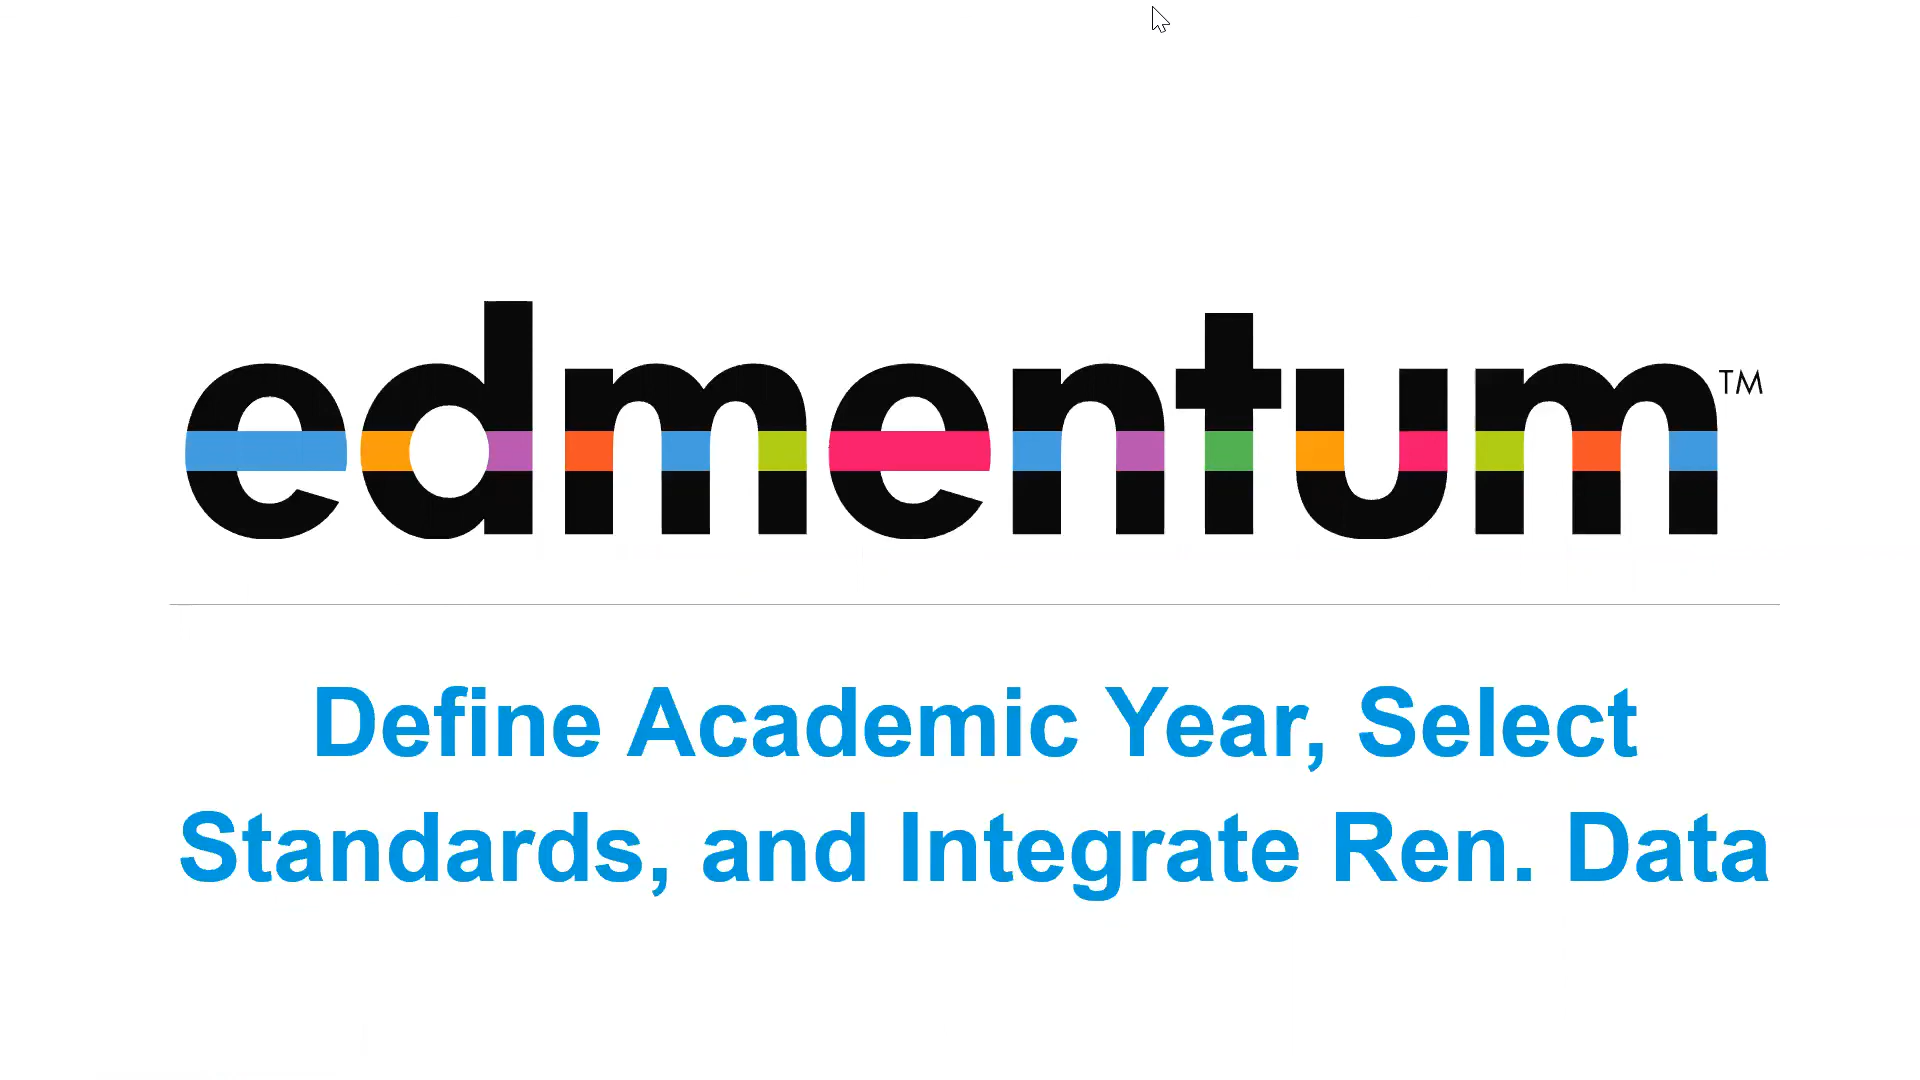 edmentum™
Define Academic Year, Select
Standards, and Integrate Ren. Data